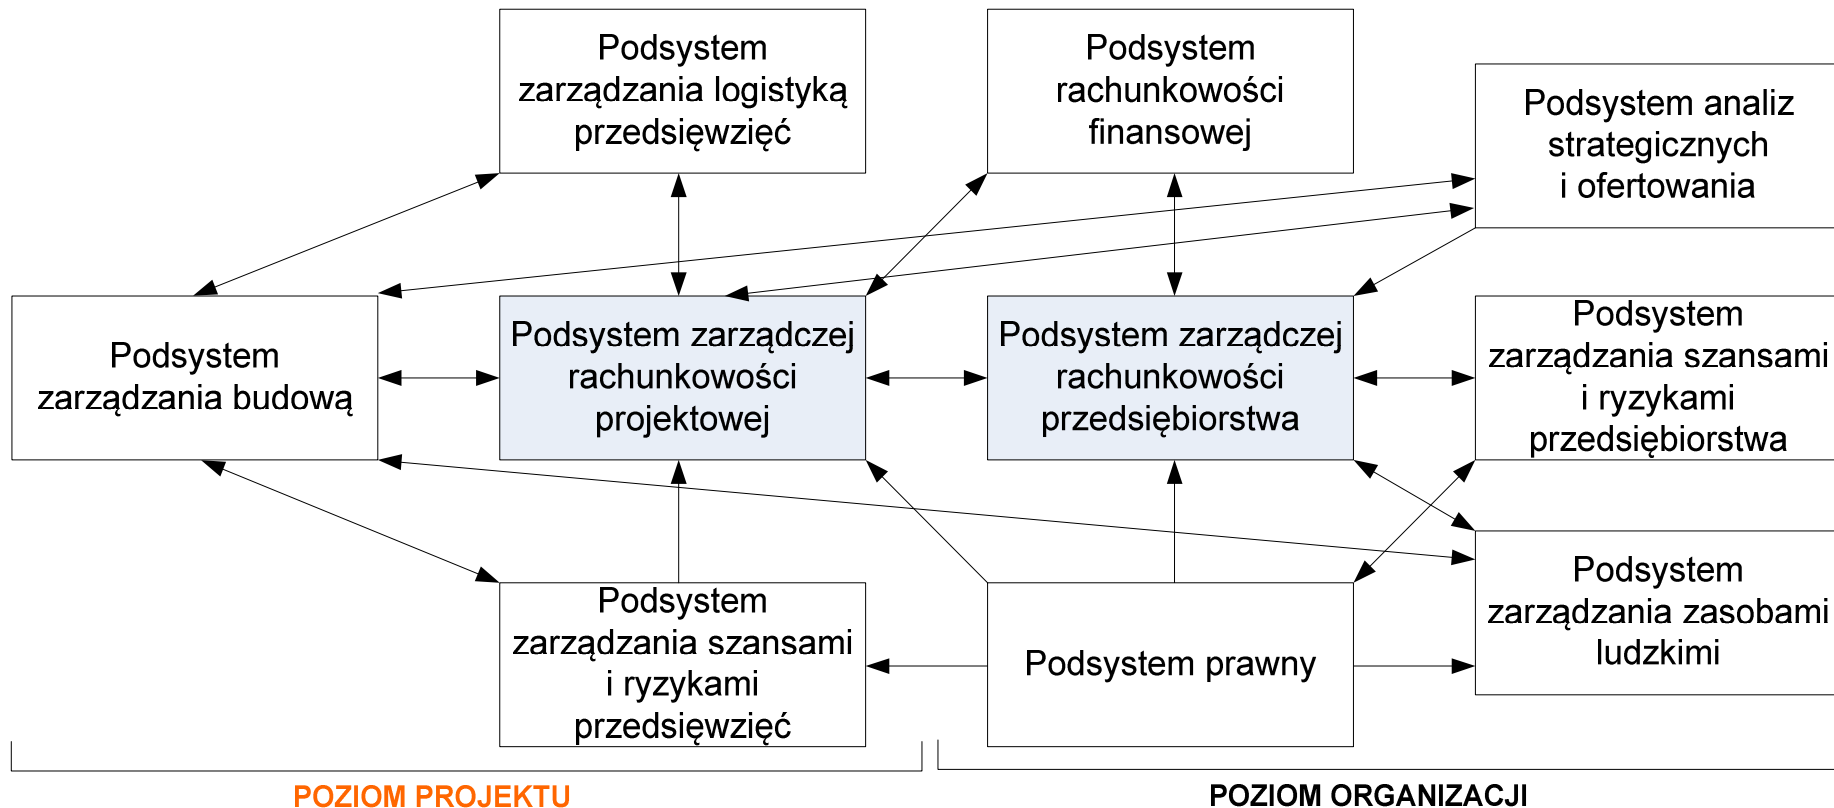 Podsystem
zarządzania logistyką
przedsięwzięć
Podsystem
rachunkowości
finansowej
Podsystem analiz
strategicznych
i ofertowania
Podsystem
zarządzania budową
Podsystem zarządczej
rachunkowości
projektowej
Podsystem zarządczej
rachunkowości
przedsiębiorstwa
Podsystem
zarządzania szansami
i ryzykami
przedsiębiorstwa
Podsystem
zarządzania szansami
i ryzykami
przedsięwzięć
Podsystem prawny
Podsystem
zarządzania zasobami
ludzkimi
POZIOM PROJEKTU
POZIOM ORGANIZACJI